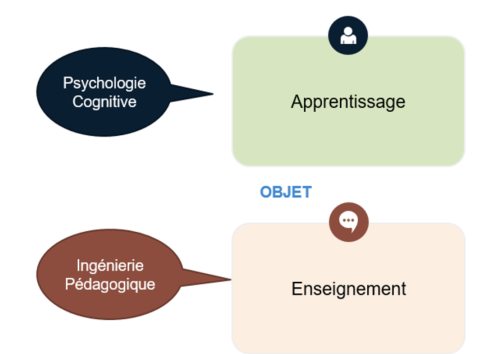 Psychologie
Cognitive
Apprentissage
OBJET
Ingénierie
Pédagogique
Enseignement